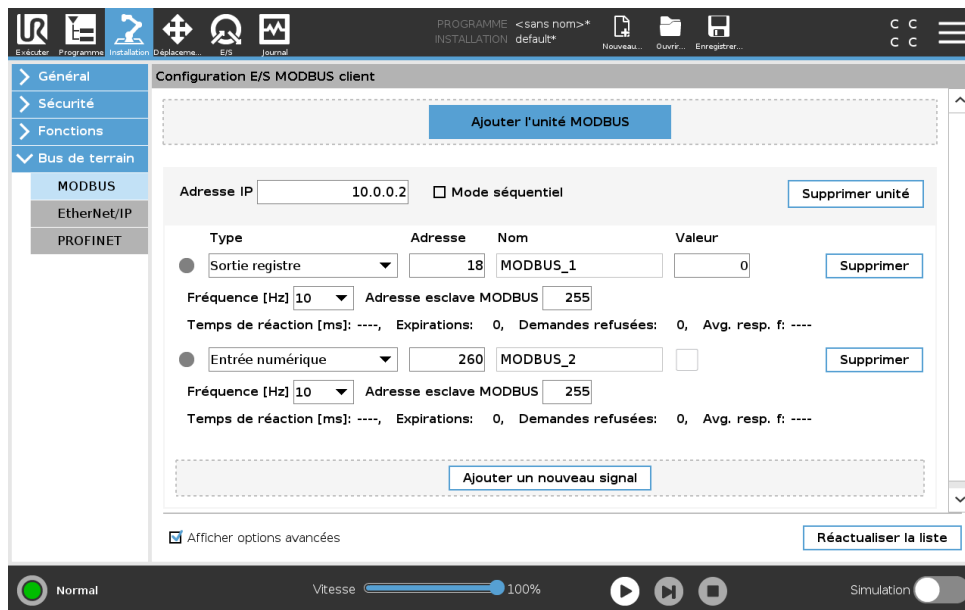 PROGRAMME <sans nom>*
INSTALLATION default*
Exécuter Programme Installation Déplaceme... E/S Journal Nouveau... Ouvrir... Enregistrer...
C C
C C
Général
Sécurité
Fonctions
Bus de terrain
MODBUS
EtherNet/IP
PROFINET
Configuration E/S MODBUS client
Ajouter l'unité MODBUS
Adresse IP 10.0.0.2 Mode séquentiel Supprimer unité
Type Adresse Nom Valeur
Sortie registre 18 MODBUS_1 0 Supprimer
Fréquence [Hz] 10 Adresse esclave MODBUS 255
Temps de réaction [ms]: ----, Expirations: 0, Demandes refusées: 0, Avg. resp. f: ----
Entrée numérique 260 MODBUS_2 Supprimer
Fréquence [Hz] 10 Adresse esclave MODBUS 255
Temps de réaction [ms]: ----, Expirations: 0, Demandes refusées: 0, Avg. resp. f: ----
Ajouter un nouveau signal
Afficher options avancées Réactualiser la liste
Normal Vitesse 100% Simulation